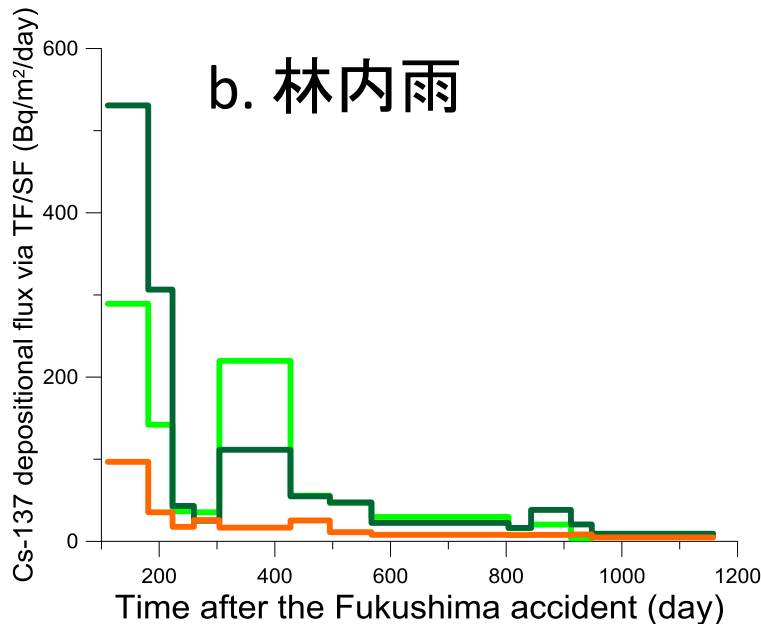 Cs-137 depositional flux via TF/SF (Bq/m²/day)
b. 林内雨
600
400
200
0
200 400 600 800 1000 1200
Time after the Fukushima accident (day)